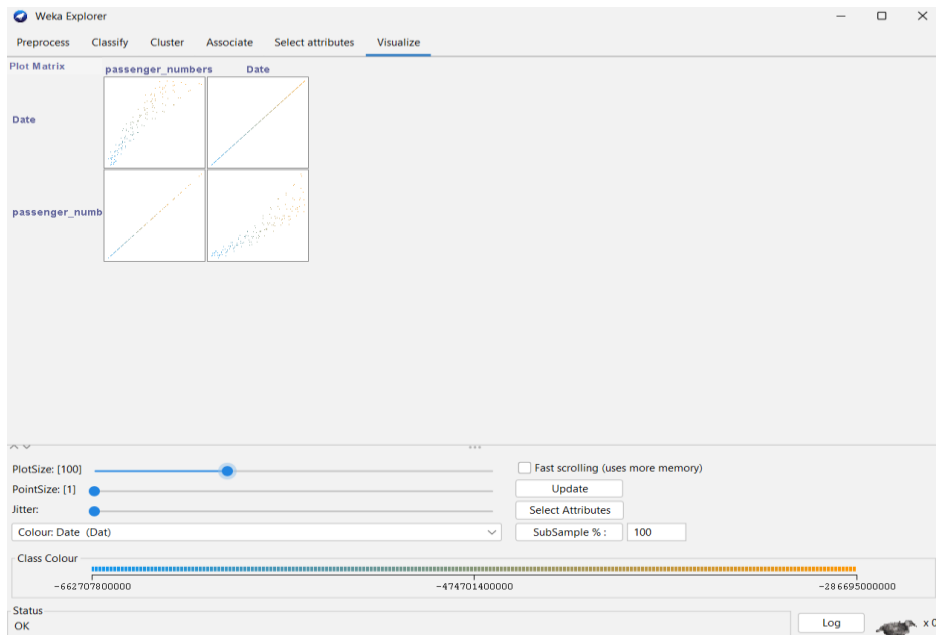 Weka Explorer
Preprocess Classify Cluster Associate Select attributes Visualize
Plot Matrix passenger_numbers Date
Date
passenger_numb
PlotSize: [100] Fast scrolling (uses more memory)
PointSize: [1] Update
Jitter: Select Attributes
Colour: Date (Dat) SubSample % : 100
Class Colour
-662707800000 -474701400000 -286695000000
Status
OK Log x 0